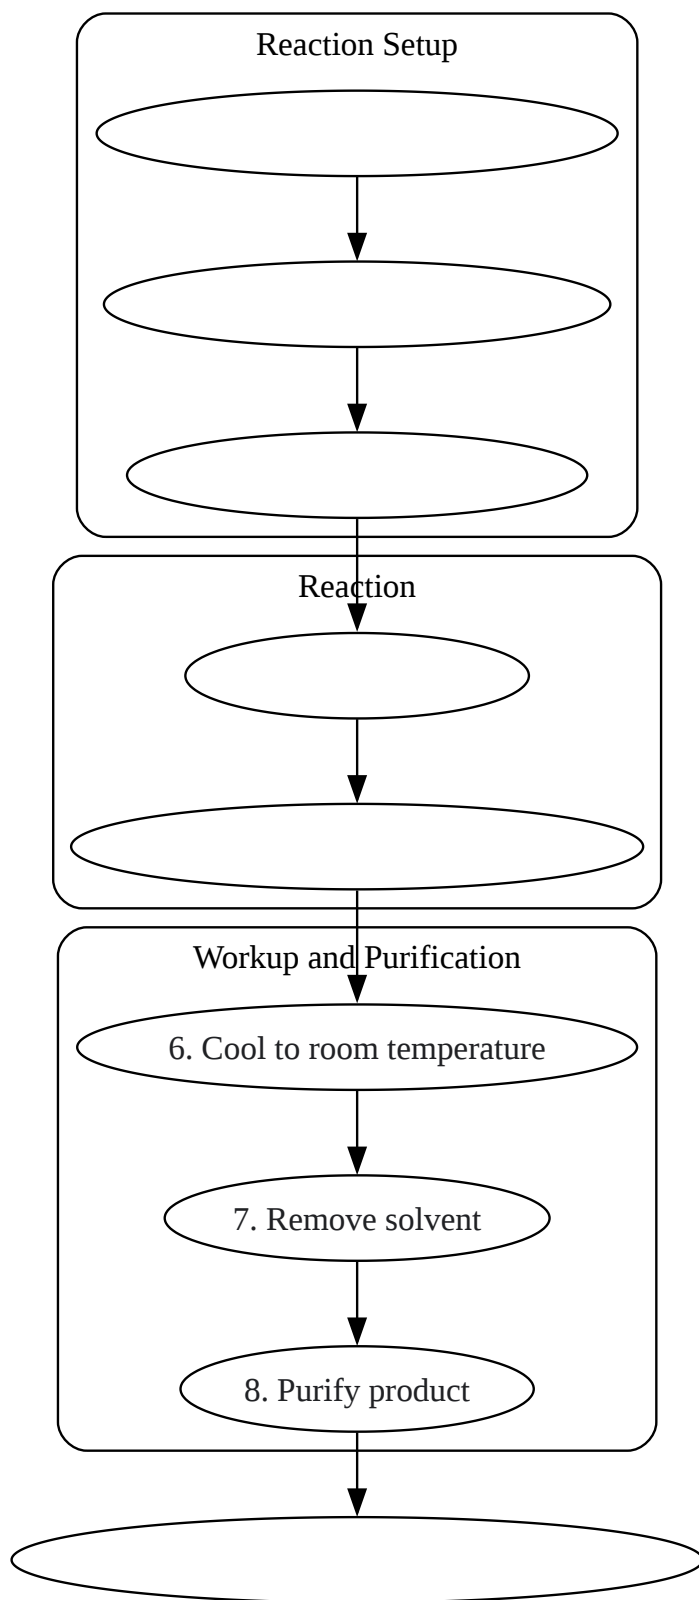 Reaction Setup
Reaction
Workup and Purification
6. Cool to room temperature
7. Remove solvent
8. Purify product